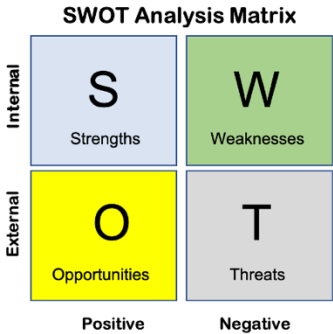 SWOT Analysis Matrix
Internal
S
Strengths
W
Weaknesses
External
O
Opportunities
T
Threats
Positive
Negative